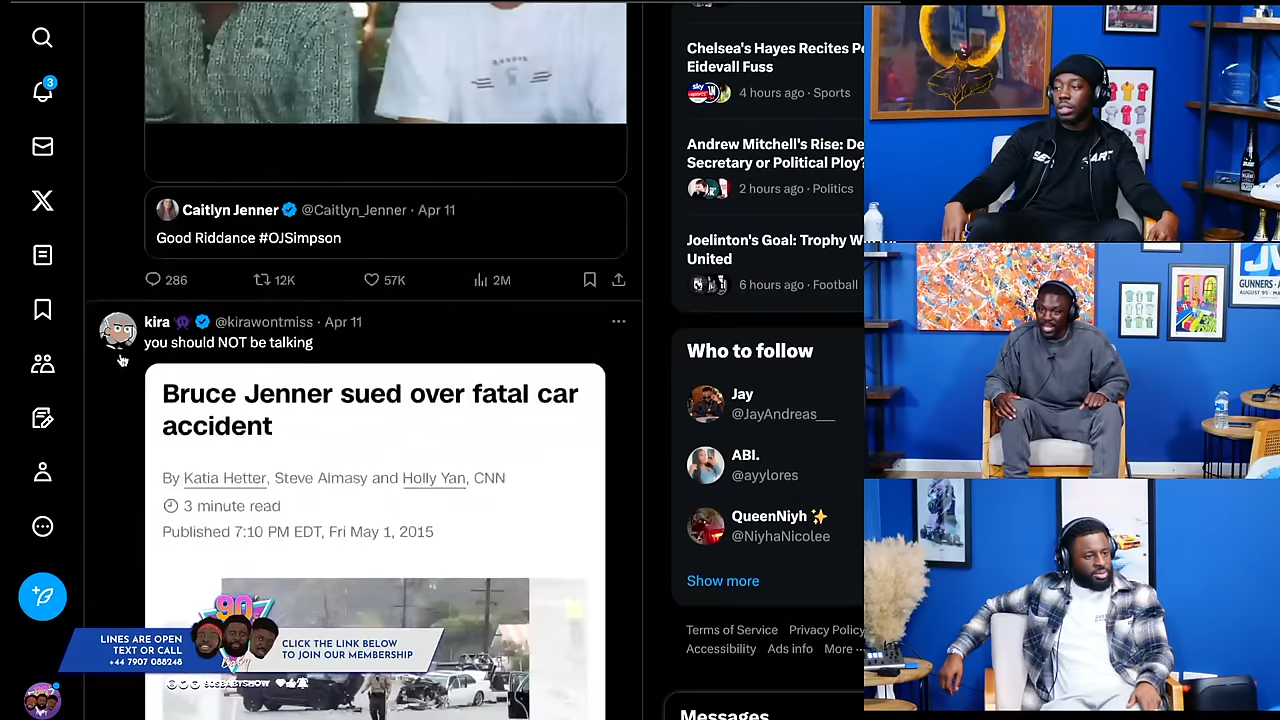 Caitlyn Jenner @Caitlyn_Jenner · Apr 11
Good Riddance #OJSimpson
286
12K
57K
2M
kira @kirawontmiss · Apr 11
you should NOT be talking
Bruce Jenner sued over fatal car
accident
By Katia Hetter, Steve Almasy and Holly Yan, CNN
3 minute read
Published 7:10 PM EDT, Fri May 1, 2015
3
LINES ARE OPEN
TEXT OR CALL
+44 7907 088248
CLICK THE LINK BELOW
TO JOIN OUR MEMBERSHIP
90
Baby
90SBABYSHOW
Chelsea's Hayes Recites
Eidevall Fuss
4 hours ago · Sports
Andrew Mitchell's Rise:
Secretary or Political Ploy?
2 hours ago · Politics
Joelinton's Goal: Trophy
United
6 hours ago · Football
Who to follow
Jay
@JayAndreas___
ABI.
@ayylores
QueenNiyh
@NiyhaNicolee
Show more
Terms of Service Privacy Policy
Accessibility Ads info More
Messages
GUNNERS